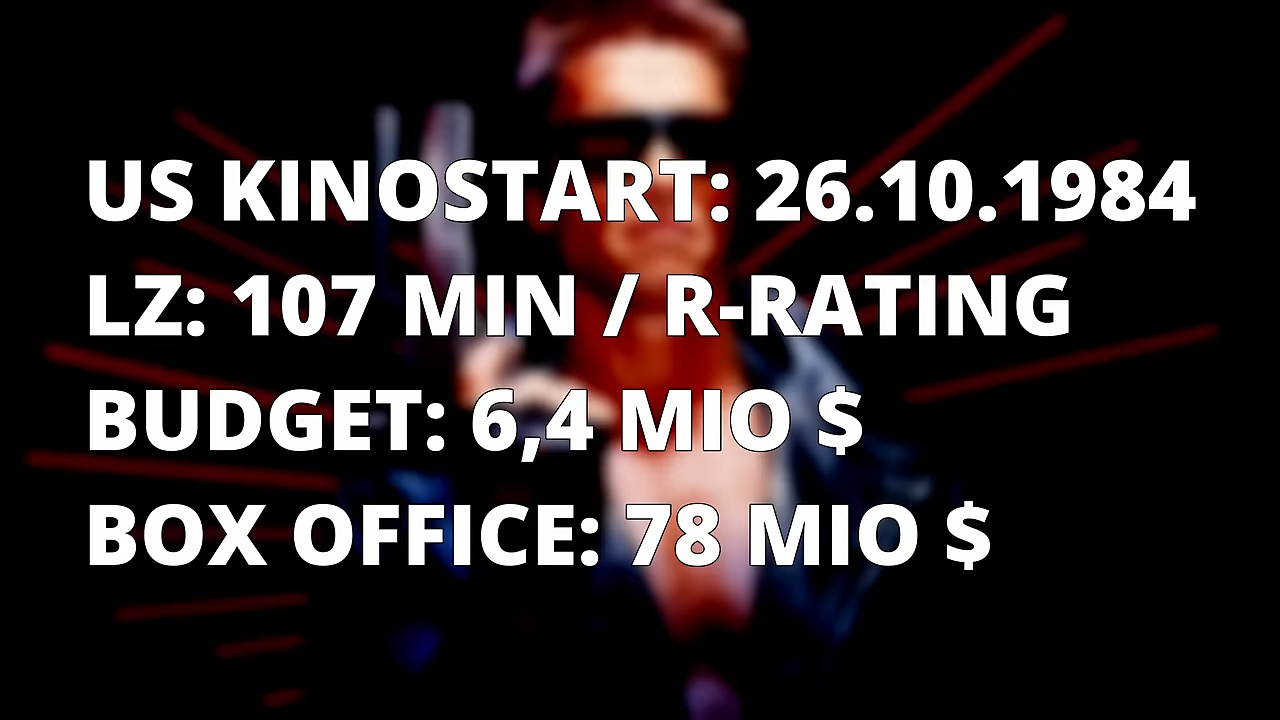 US KINOSTART: 26.10.1984
LZ: 107 MIN / R-RATING
BUDGET: 6,4 MIO $
BOX OFFICE: 78 MIO $